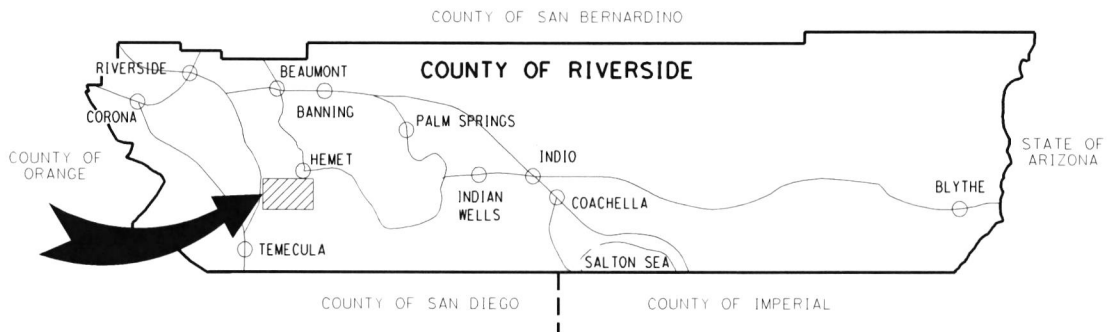 COUNTY OF SAN BERNARDINO
COUNTY OF RIVERSIDE
RIVERSIDE
BEAUMONT
BANNING
CORONA
PALM SPRINGS
COUNTY OF
ORANGE
HEMET
INDIO
STATE OF
ARIZONA
INDIAN
WELLS
COACHELLA
BLYTHE
TEMECULA
SALTON SEA
COUNTY OF SAN DIEGO
COUNTY OF IMPERIAL